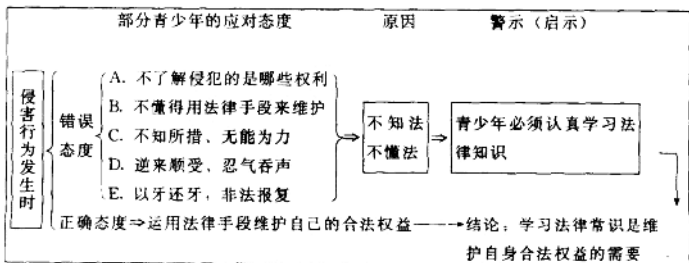 部分青少年的应对态度 原因 警示（启示）
侵害行为发生时
错误态度
A. 不了解侵犯的是哪些权利
B. 不懂得用法律手段来维护
C. 不知所措、无能为力
D. 逆来顺受、忍气吞声
E. 以牙还牙，非法报复
不知法
不懂法
青少年必须认真学习法
律知识
正确态度⇒运用法律手段维护自己的合法权益→结论：学习法律常识是维
护自身合法权益的需要